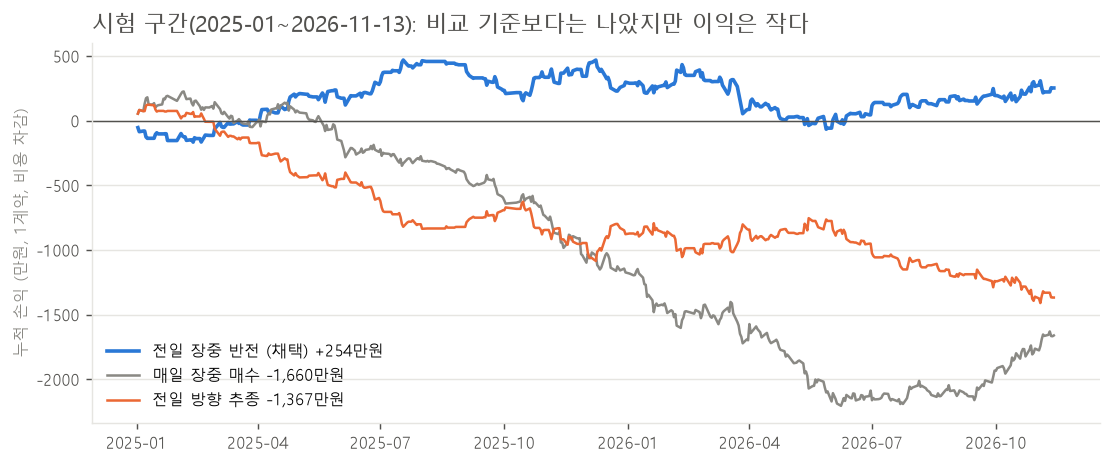 시험 구간(2025-01~2026-11-13): 비교 기준보다는 나았지만 이익은 작다
누적 손익 (만원, 1계약, 비용 차감)
500
0
-500
-1000
-1500
-2000
전일 장중 반전 (채택) +254만원
매일 장중 매수 -1,660만원
전일 방향 추종 -1,367만원
2025-01 2025-04 2025-07 2025-10 2026-01 2026-04 2026-07 2026-10